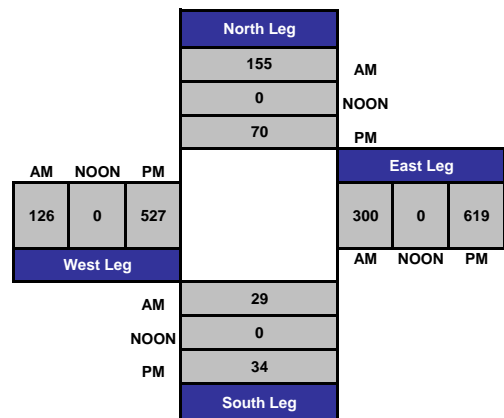 North Leg
155 AM
0 NOON
70 PM
AM NOON PM
East Leg
126 0 527
300 0 619
West Leg
AM NOON PM
AM 29
NOON 0
PM 34
South Leg